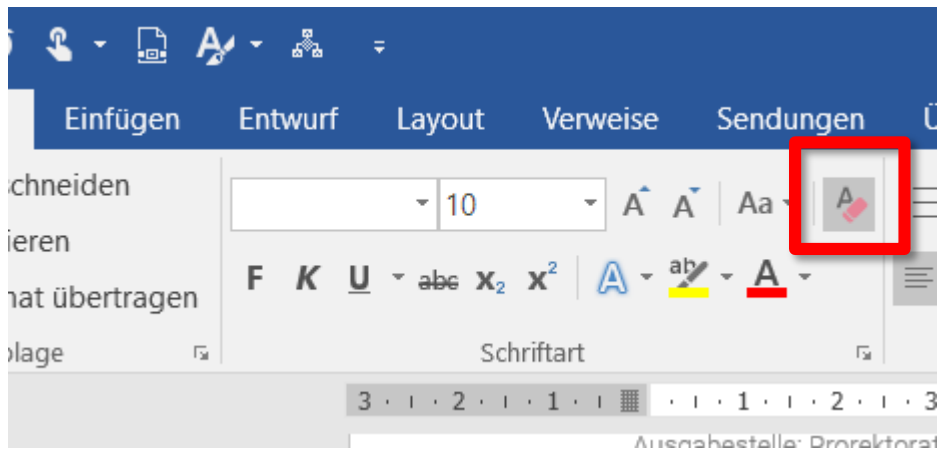 Einfügen Entwurf Layout Verweise Sendungen Ü
chneiden
10 A A Aa A
ieren
F K U abc X₂ X² A ab A
nat übertragen
lage Schriftart
3 · ı · 2 · ı · 1 · ı · ı · 1 · ı · 2 · ı · 3
Ausgabestelle: Prorektorat